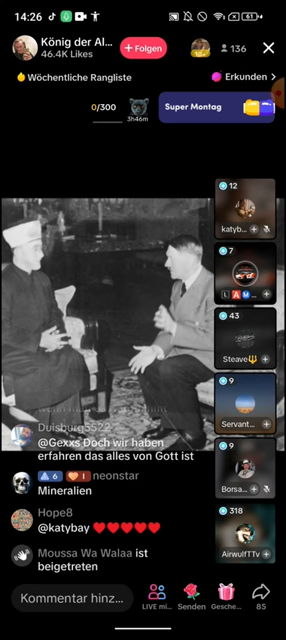 14:26
61
König der Al...
46.4K Likes
+ Folgen
136
Wöchentliche Rangliste
Erkunden >
0/300
3h46m
Super Montag
12
katyb...
7
L A M...
43
Steave
9
Servant...
9
Borsa...
318
AirwulfTTv
Duisburg5522
@Gexxs Doch wir haben
erfahren das alles von Gott ist
6 1 neonstar
Mineralien
Hope8
@katybay ❤❤❤❤❤
Moussa Wa Walaa ist
beigetreten
Kommentar hinz...
LIVE mi...
Senden
Gesche...
85